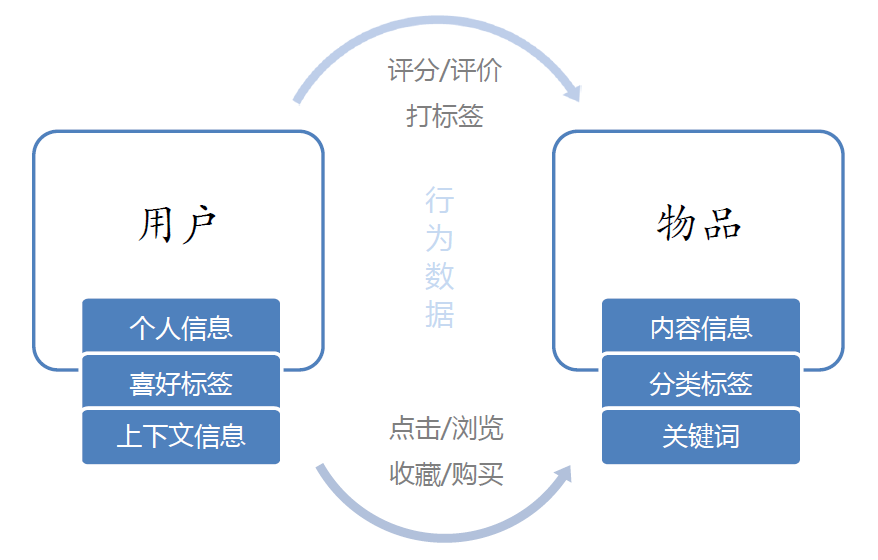 评分/评价
打标签
用户
个人信息
喜好标签
上下文信息
行
为
数
据
物品
内容信息
分类标签
关键词
点击/浏览
收藏/购买